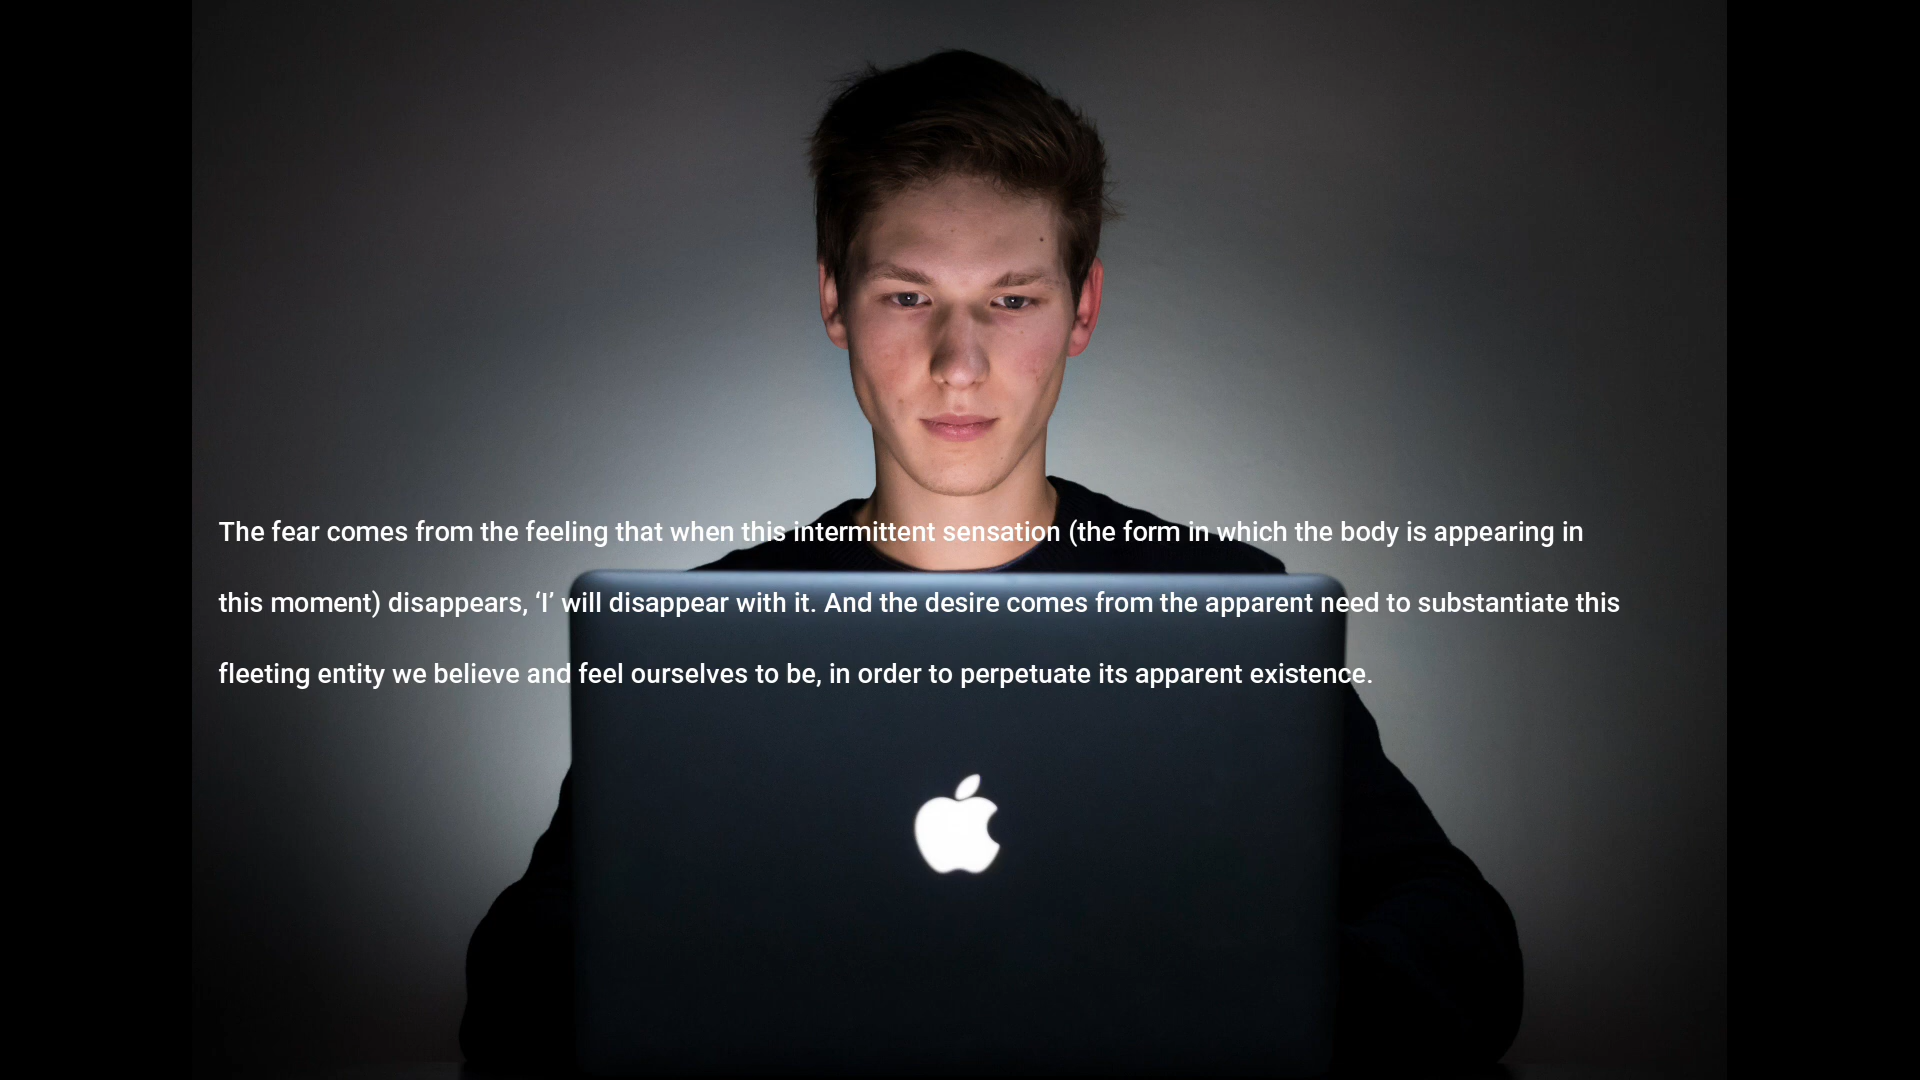 The fear comes from the feeling that when this intermittent sensation (the form in which the body is appearing in
this moment) disappears, ‘I’ will disappear with it. And the desire comes from the apparent need to substantiate this
fleeting entity we believe and feel ourselves to be, in order to perpetuate its apparent existence.